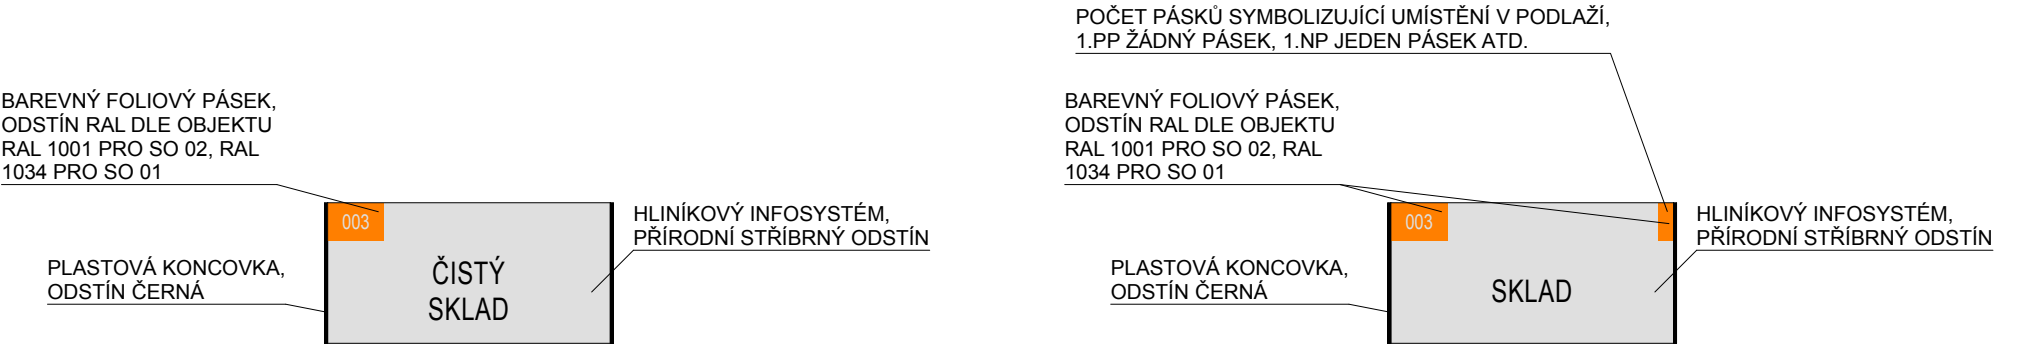 BAREVNÝ FOLIOVÝ PÁSEK,
ODSTÍN RAL DLE OBJEKTU
RAL 1001 PRO SO 02, RAL
1034 PRO SO 01
003
ČISTÝ
SKLAD
HLINÍKOVÝ INFOSYSTÉM,
PŘÍRODNÍ STŘÍBRNÝ ODSTÍN
PLASTOVÁ KONCOVKA,
ODSTÍN ČERNÁ
POČET PÁSKŮ SYMBOLIZUJÍCÍ UMÍSTĚNÍ V PODLAŽÍ,
1.PP ŽÁDNÝ PÁSEK, 1.NP JEDEN PÁSEK ATD.
BAREVNÝ FOLIOVÝ PÁSEK,
ODSTÍN RAL DLE OBJEKTU
RAL 1001 PRO SO 02, RAL
1034 PRO SO 01
003
SKLAD
HLINÍKOVÝ INFOSYSTÉM,
PŘÍRODNÍ STŘÍBRNÝ ODSTÍN
PLASTOVÁ KONCOVKA,
ODSTÍN ČERNÁ